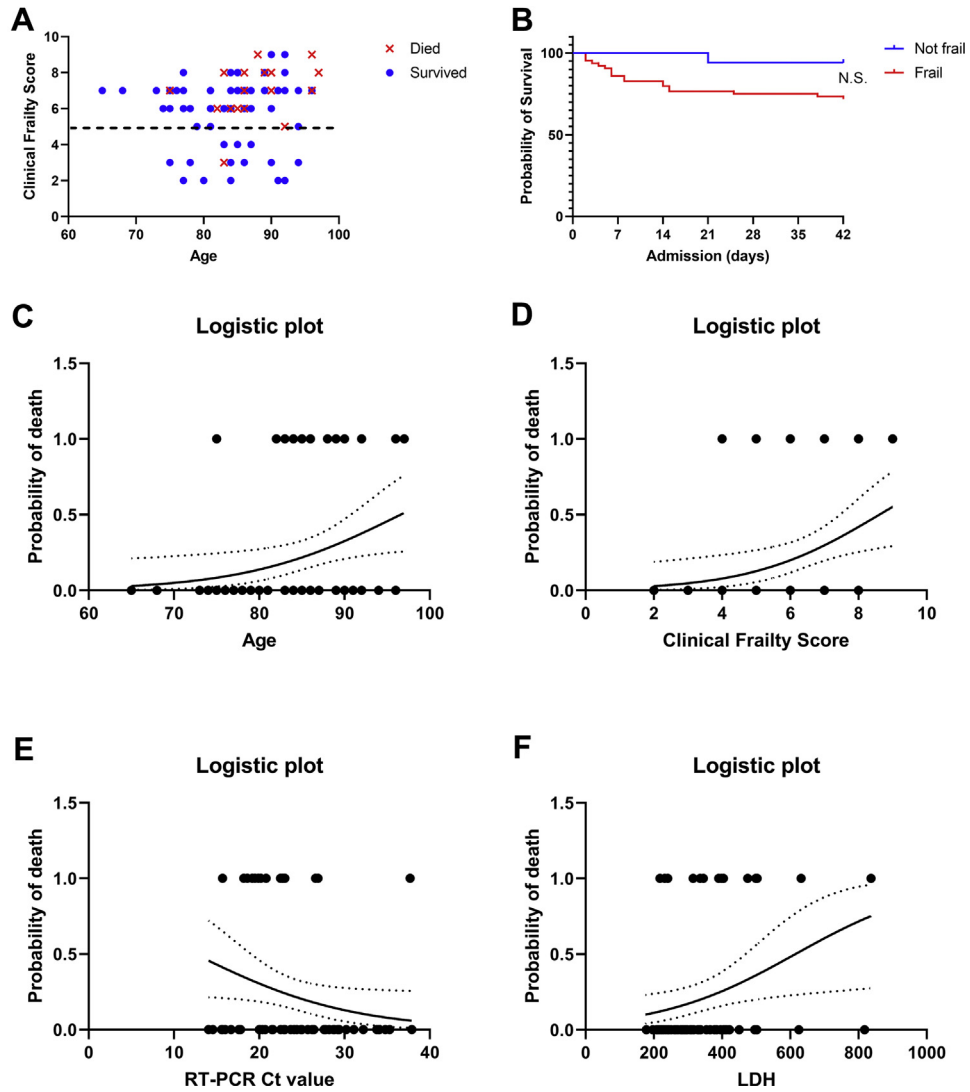 A
Clinical Frailty Score
10
8
6
4
2
0
60 70 80 90 100
Age
Died
Survived
B
Probability of Survival
100
50
0
0 7 14 21 28 35 42
Admission (days)
N.S.
Not frail
Frail
C
Logistic plot
Probability of death
1.5
1.0
0.5
0.0
60 70 80 90 100
Age
D
Logistic plot
Probability of death
1.5
1.0
0.5
0.0
0 2 4 6 8 10
Clinical Frailty Score
E
Logistic plot
Probability of death
1.5
1.0
0.5
0.0
0 10 20 30 40
RT-PCR Ct value
F
Logistic plot
Probability of death
1.5
1.0
0.5
0.0
0 200 400 600 800 1000
LDH